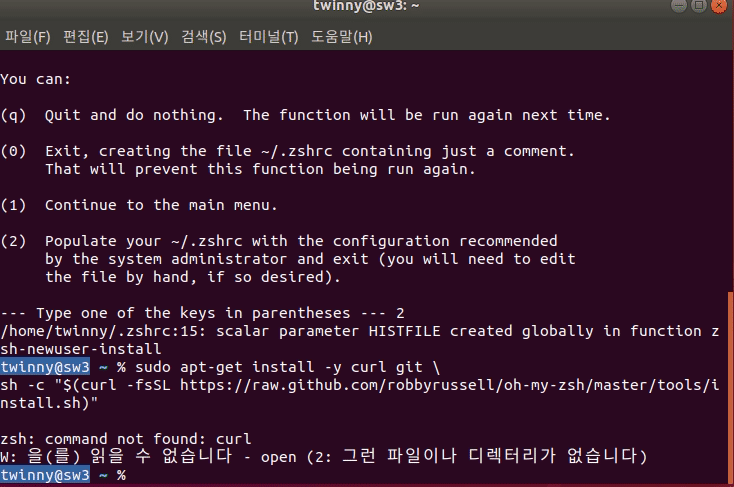 twinny@sw3: ~
파일(F) 편집(E) 보기(V) 검색(S) 터미널(T) 도움말(H)
You can:
(q) Quit and do nothing. The function will be run again next time.
(0) Exit, creating the file ~/.zshrc containing just a comment.
That will prevent this function being run again.
(1) Continue to the main menu.
(2) Populate your ~/.zshrc with the configuration recommended
by the system administrator and exit (you will need to edit
the file by hand, if so desired).
--- Type one of the keys in parentheses --- 2
/home/twinny/.zshrc:15: scalar parameter HISTFILE created globally in function z
sh-newuser-install
twinny@sw3 ~ % sudo apt-get install -y curl git \
sh -c "$(curl -fsSL https://raw.github.com/robbyrussell/oh-my-zsh/master/tools/i
nstall.sh)"
zsh: command not found: curl
W: 을(를) 읽을 수 없습니다 - open (2: 그런 파일이나 디렉터리가 없습니다)
twinny@sw3 ~ %